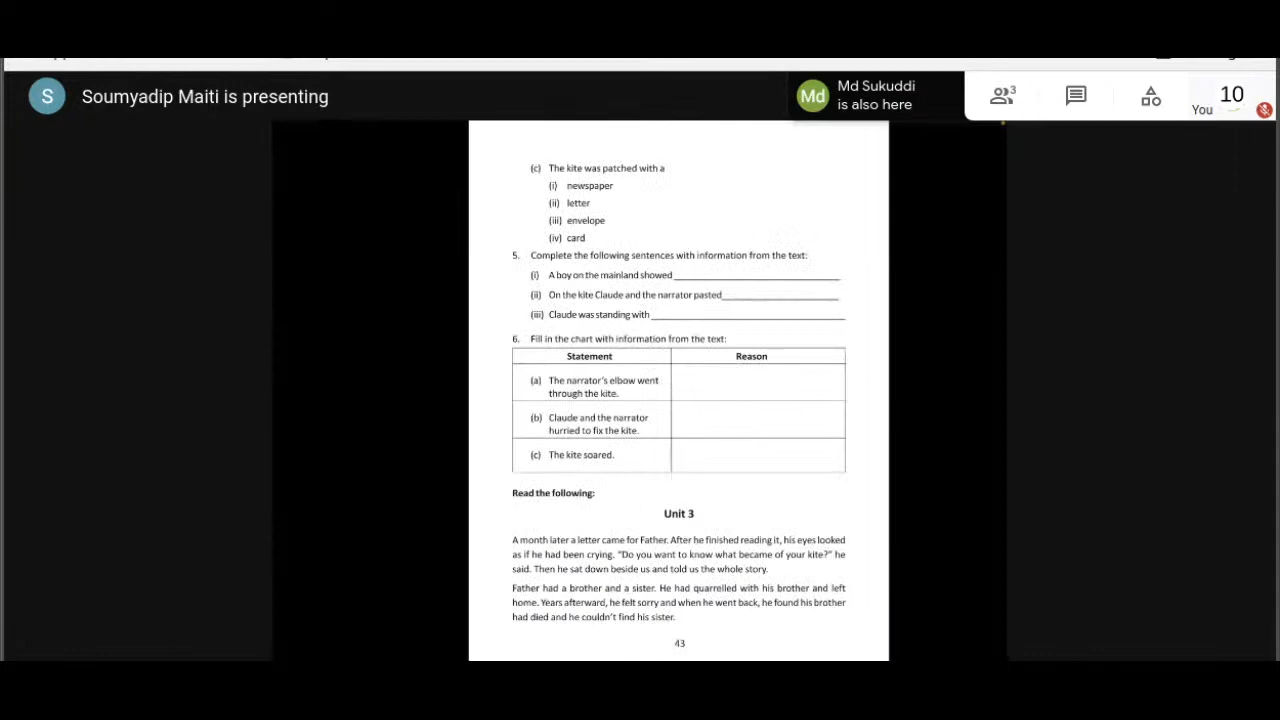 S
Soumyadip Maiti is presenting
Md
Md Sukuddi
is also here
3
10
You
(c) The kite was patched with a
(i) newspaper
(ii) letter
(iii) envelope
(iv) card
5. Complete the following sentences with information from the text:
(i) A boy on the mainland showed
(ii) On the kite Claude and the narrator pasted
(iii) Claude was standing with
6. Fill in the chart with information from the text:
Statement Reason
(a) The narrator's elbow went
through the kite.
(b) Claude and the narrator
hurried to fix the kite.
(c) The kite soared.
Read the following:
Unit 3
A month later a letter came for Father. After he finished reading it, his eyes looked
as if he had been crying. "Do you want to know what became of your kite?" he
said. Then he sat down beside us and told us the whole story.
Father had a brother and a sister. He had quarrelled with his brother and left
home. Years afterward, he felt sorry and when he went back, he found his brother
had died and he couldn't find his sister.
43